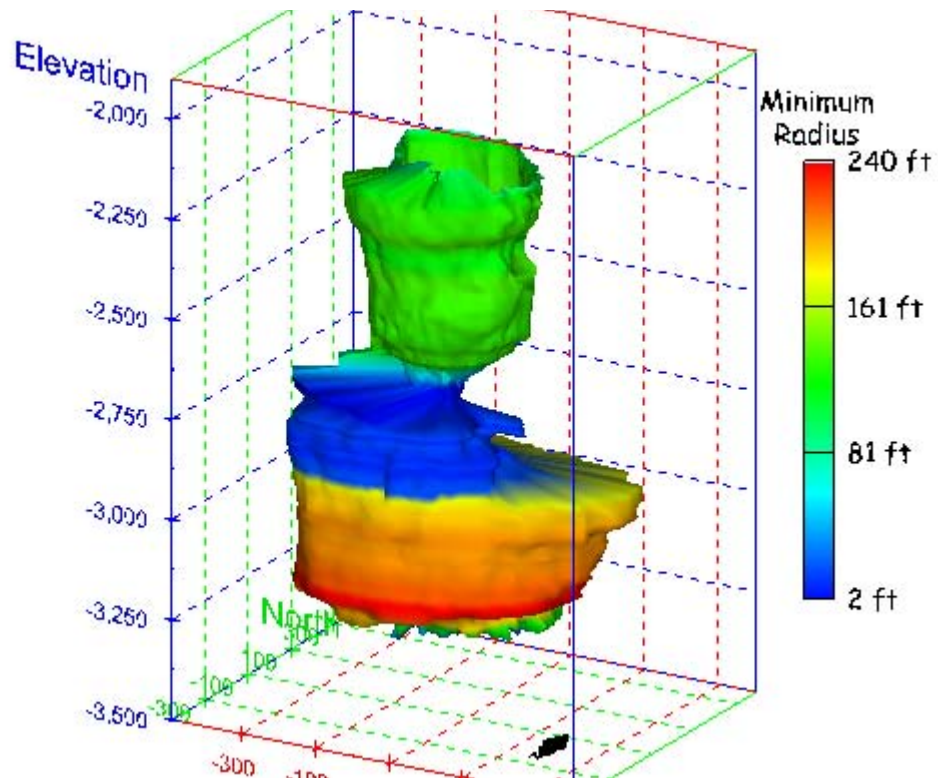 Elevation
-2,000
-2,250
-2,500
-2,750
-3,000
-3,250
-3,500
Minimum
Radius
240 ft
161 ft
81 ft
2 ft
North
-300
-300